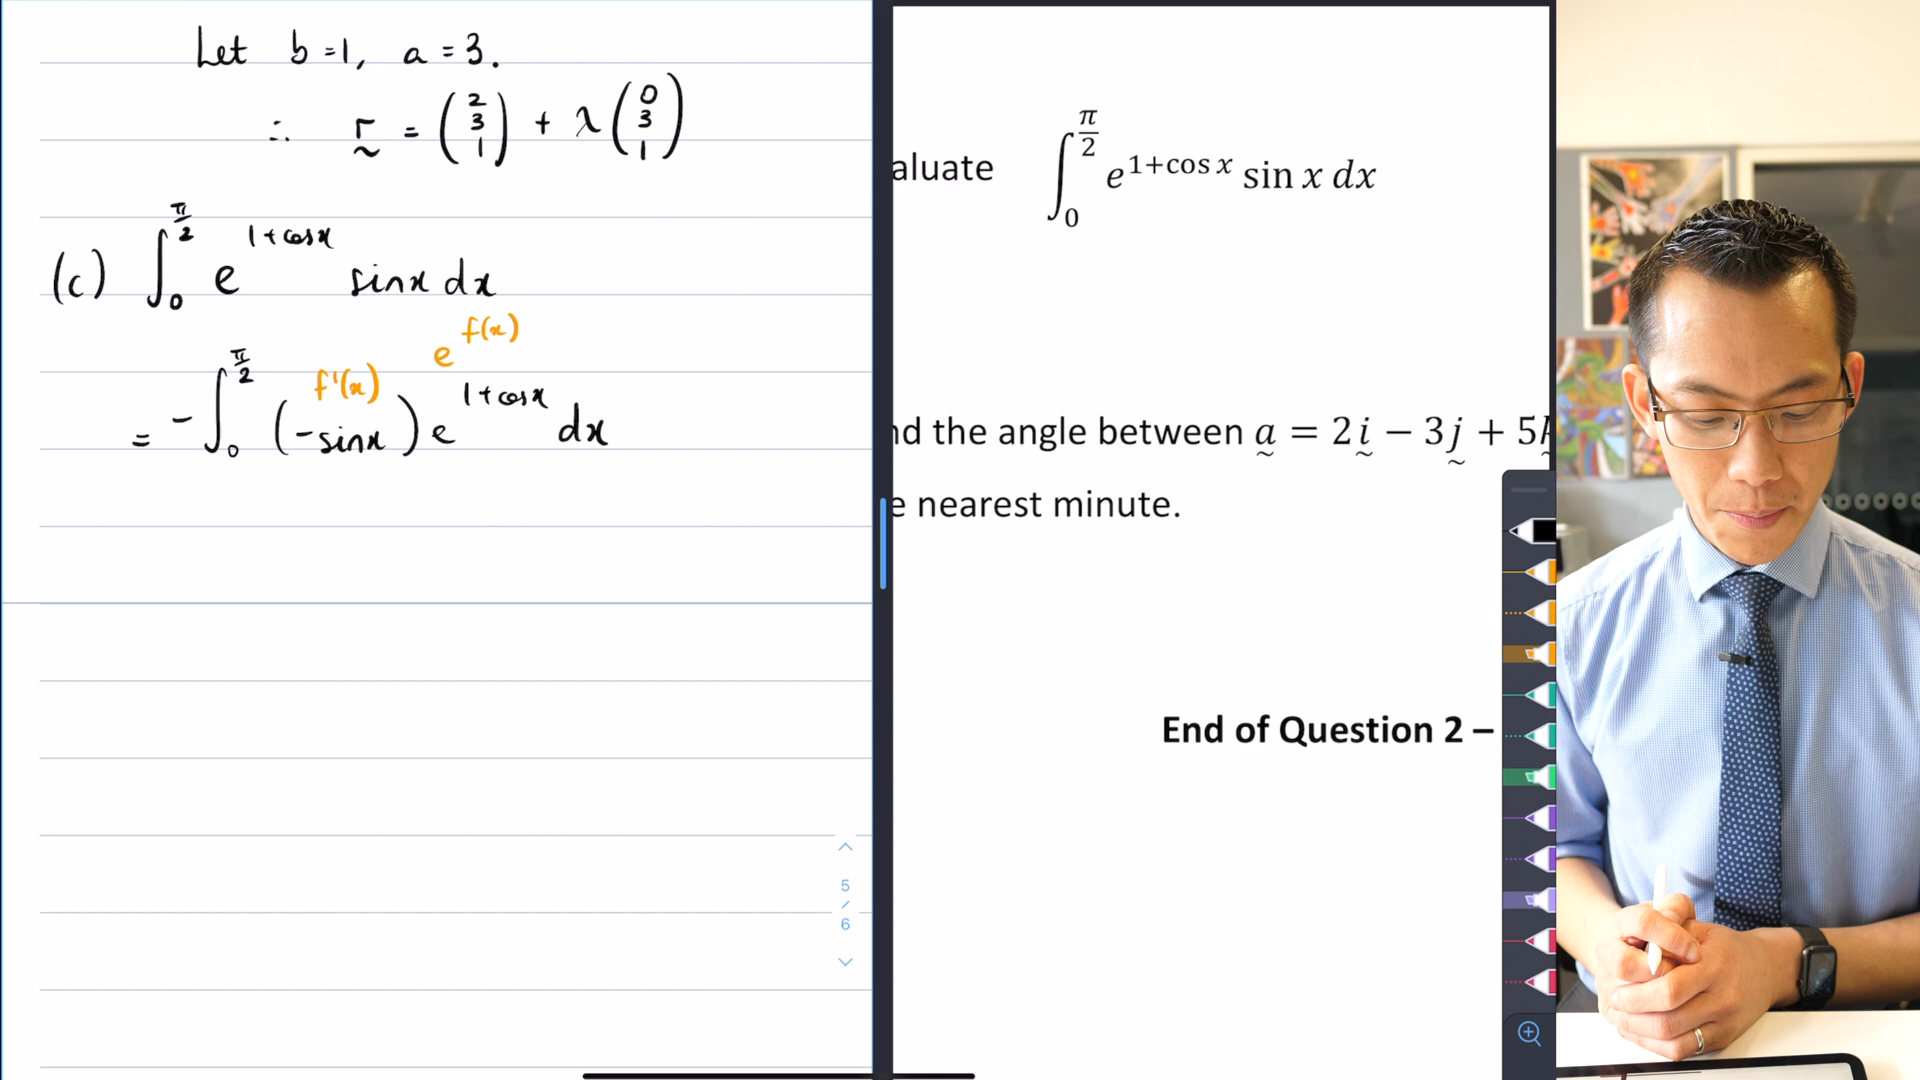 Let b=1, a=3.
∴ r̰ = (2 3 1) + λ (0 3 1)
(c) ∫₀^(π/2) e^(1+cosx) sinx dx
f(x)
e
f'(x)
= -∫₀^(π/2) (-sinx) e^(1+cosx) dx
5
/
6
aluate ∫₀^(π/2) e^(1+cos x) sin x dx
nd the angle between a̰ = 2ḭ − 3j̰ + 5
e nearest minute.
End of Question 2 –